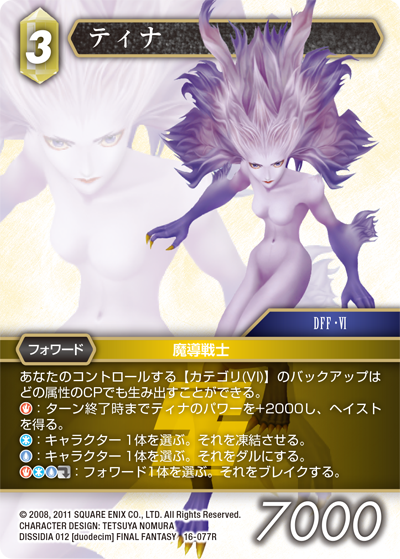 3
ティナ
DFF・VI
フォワード
魔導戦士
あなたのコントロールする【カテゴリ(VI)】のバックアップは
どの属性のCPでも生み出すことができる。
：ターン終了時までティナのパワーを+2000し、ヘイスト
を得る。
：キャラクター 1体を選ぶ。それを凍結させる。
：キャラクター 1体を選ぶ。それをダルにする。
：フォワード1体を選ぶ。それをブレイクする。
© 2008, 2011 SQUARE ENIX CO., LTD. All Rights Reserved.
CHARACTER DESIGN: TETSUYA NOMURA
DISSIDIA 012 [duodecim] FINAL FANTASY 16-077R
7000